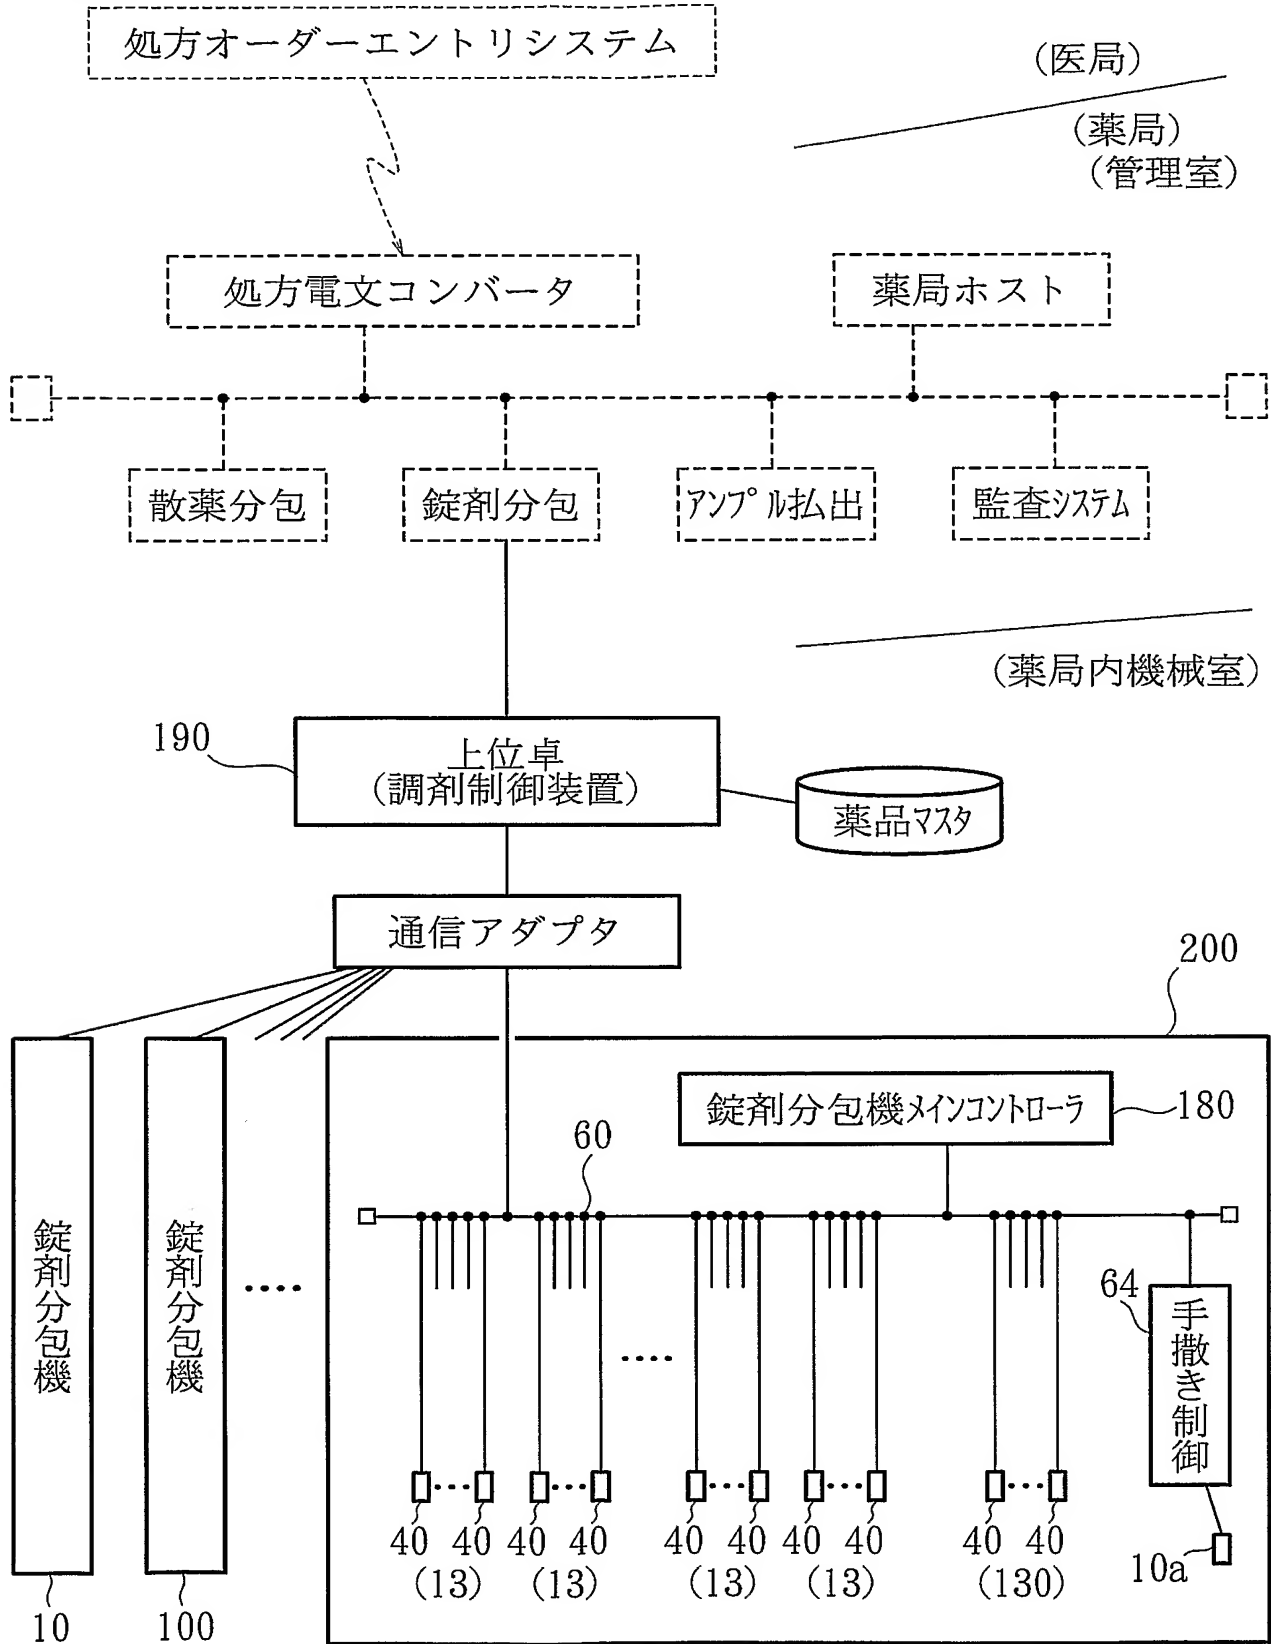 処方オーダーエントリシステム
(医局)
(薬局)
(管理室)
処方電文コンバータ
薬局ホスト
散薬分包
錠剤分包
アンプル払出
監査システム
(薬局内機械室)
190
上位卓
(調剤制御装置)
薬品マスタ
通信アダプタ
200
錠剤分包機メインコントローラ
180
60
錠剤分包機
錠剤分包機
64
手撒き制御
40 40 40 40 40 40 40 40 40 40
(13) (13) (13) (13) (130)
10a
10
100